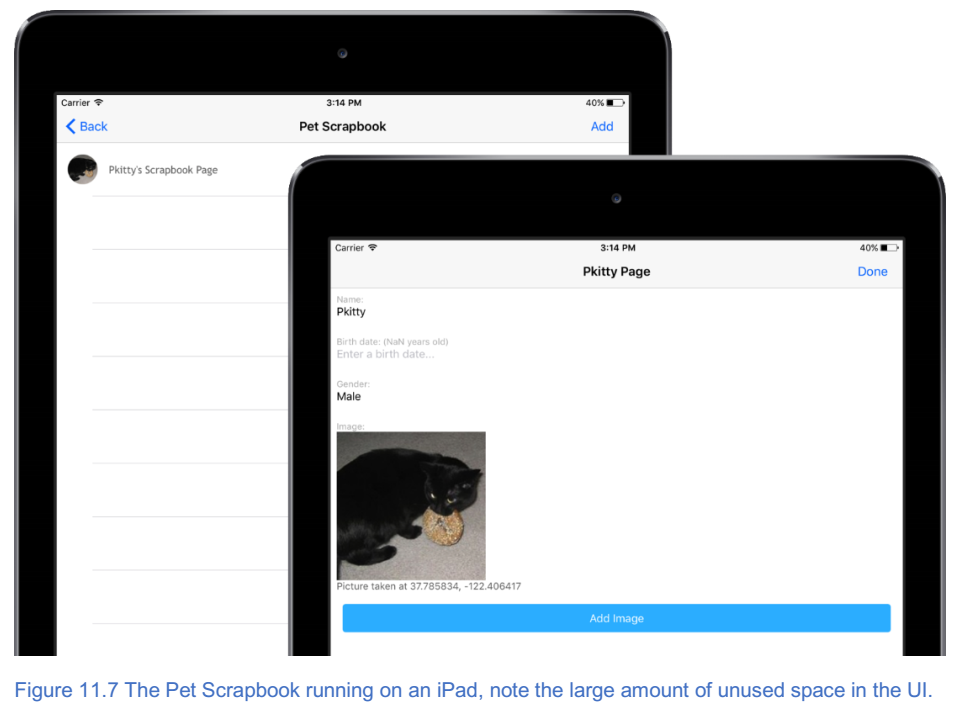 Carrier
3:14 PM
40%
Back
Pet Scrapbook
Add
Pkitty's Scrapbook Page
Carrier
3:14 PM
40%
Pkitty Page
Done
Name:
Pkitty
Birth date: (NaN years old)
Enter a birth date...
Gender:
Male
Image:
Picture taken at 37.785834, -122.406417
Add Image
Figure 11.7 The Pet Scrapbook running on an iPad, note the large amount of unused space in the UI.